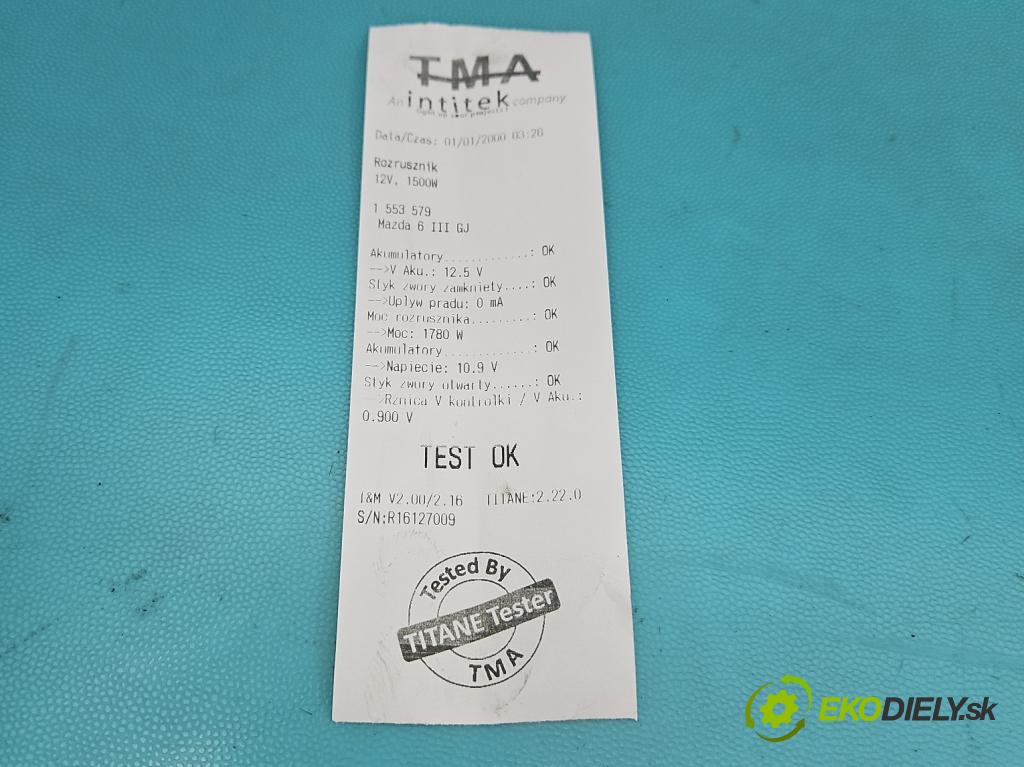 TMA
An intitek company
light up your projects!
Data/Czas: 01/01/2000 03:26
Rozrusznik
12V, 1500W
1 553 579
Mazda 6 III GJ
Akumulatory.............: OK
-->V Aku.: 12.5 V
Styk zwory zamkniety....: OK
-->Uplyw pradu: 0 mA
Moc rozrusznika.........: OK
-->Moc: 1780 W
Akumulatory.............: OK
-->Napiecie: 10.9 V
Styk zwory otwarty......: OK
-->Rznica V kontrolki / V Aku.:
0.900 V
TEST OK
I&M V2.00/2.16 TITANE:2.22.0
S/N:R16127009
Tested By
TITANE Tester
TMA
EKODIELY.sk